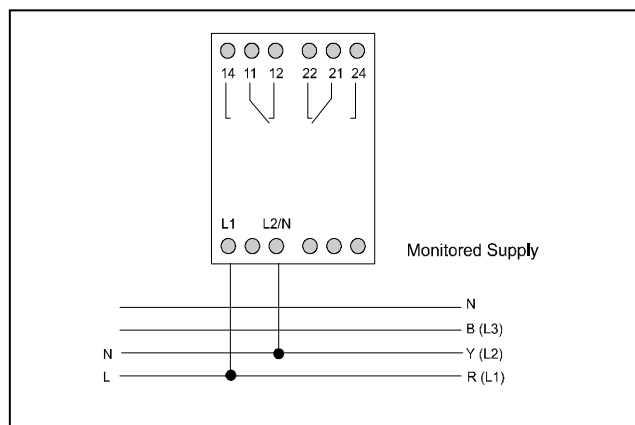 14 11 12 22 21 24
L1 L2/N
Monitored Supply
N
B (L3)
N Y (L2)
L R (L1)